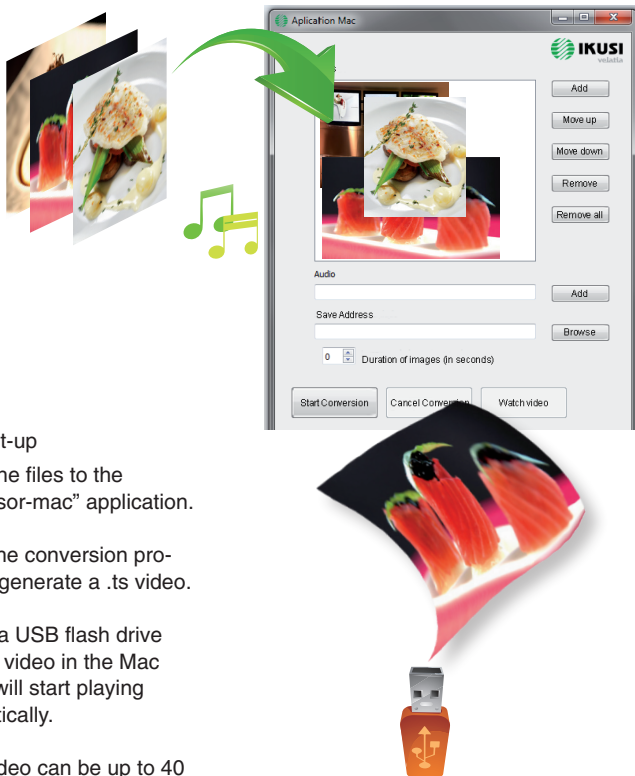 Aplication Mac
IKUSI
velatia
Add
Move up
Move down
Remove
Remove all
Audio
Add
Save Address
Browse
0 Duration of images (in seconds)
Start Conversion Cancel Conversion Watch video
t-up
ne files to the
sor-mac” application.
ne conversion pro-
generate a .ts video.
a USB flash drive
video in the Mac
will start playing
tically.
deo can be up to 40